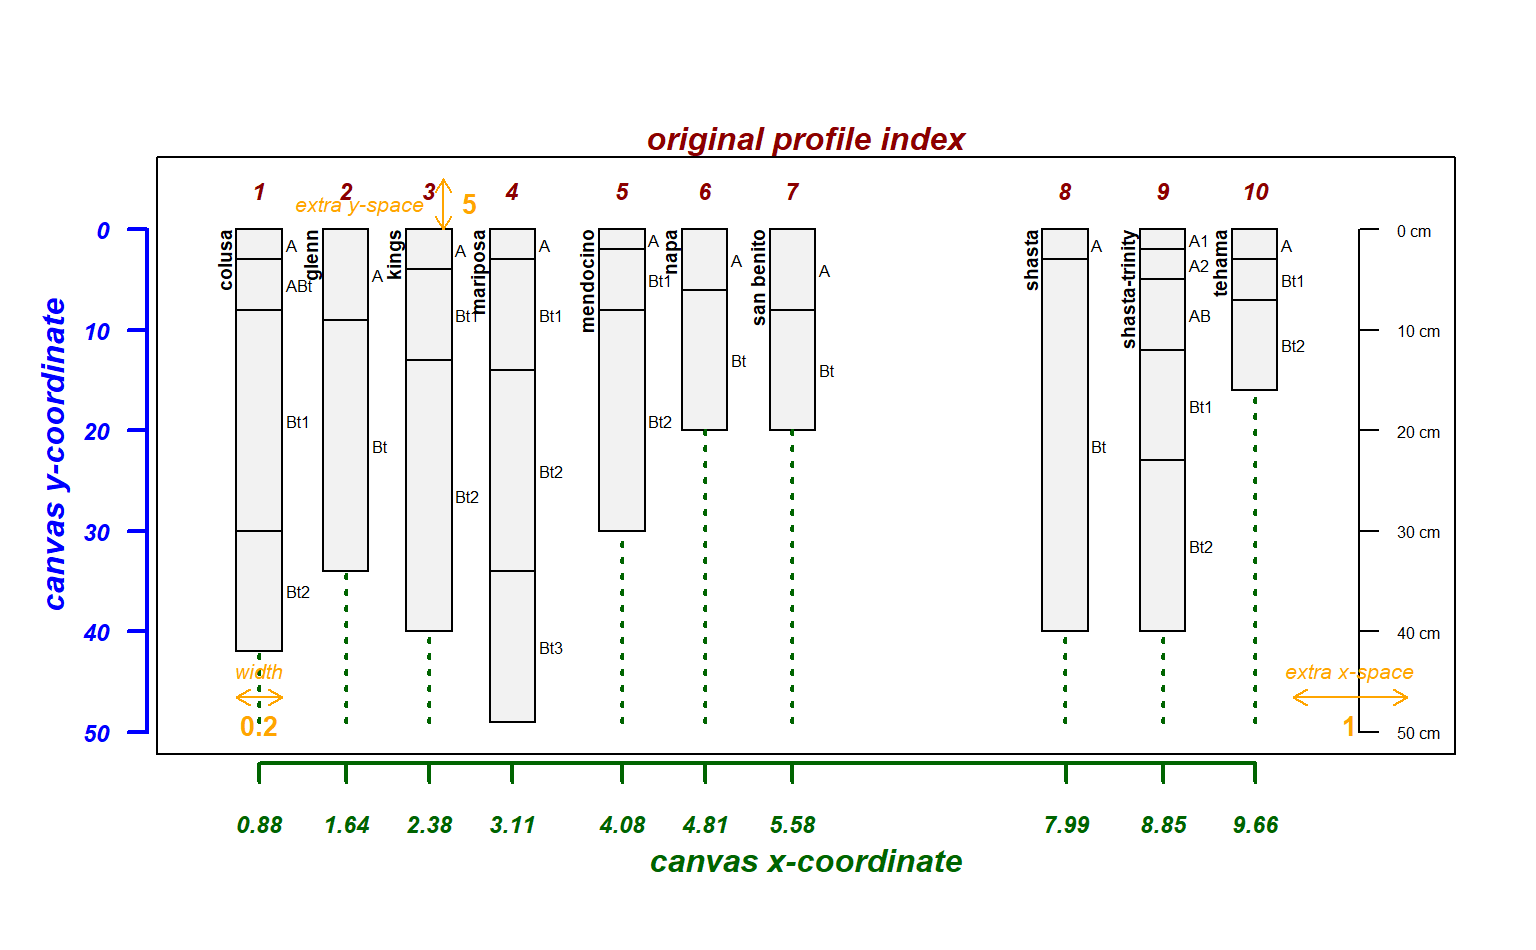 original profile index
1 2 3 4 5 6 7 8 9 10
extra y-space 5
canvas y-coordinate
0
10
20
30
40
50
colusa
A
ABt
Bt1
Bt2
glenn
A
Bt
kings
A
Bt1
Bt2
mariposa
A
Bt1
Bt2
Bt3
mendocino
A
Bt1
Bt2
napa
A
Bt
san benito
A
Bt
shasta
A
Bt
shasta-trinity
A1
A2
AB
Bt1
Bt2
tehama
A
Bt1
Bt2
0 cm
10 cm
20 cm
30 cm
40 cm
50 cm
width
0.2
extra x-space
1
0.88 1.64 2.38 3.11 4.08 4.81 5.58 7.99 8.85 9.66
canvas x-coordinate